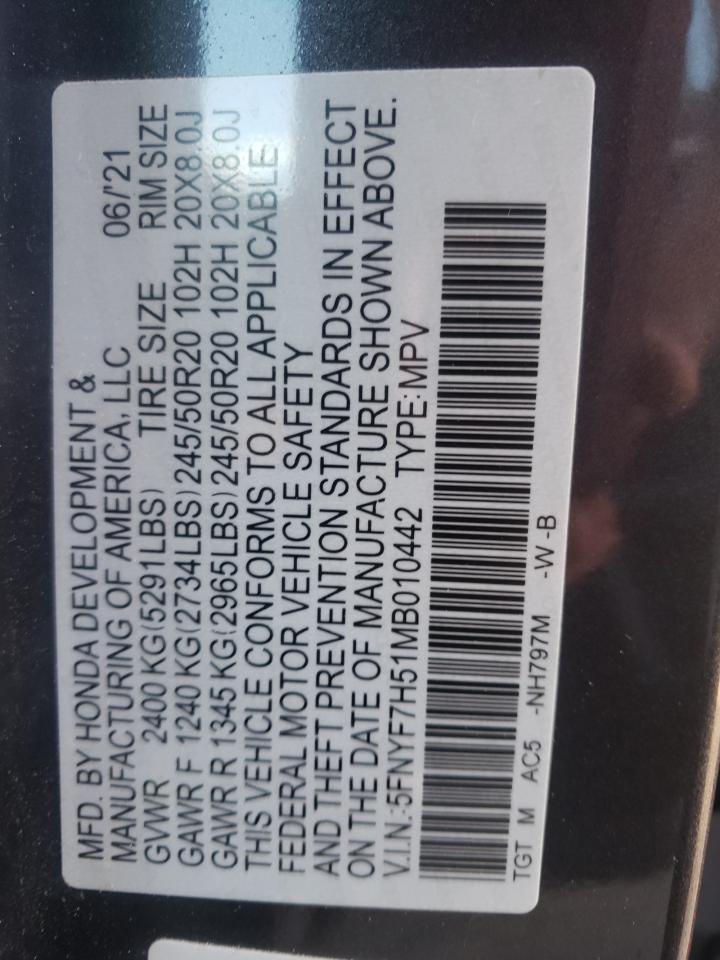 MFD. BY HONDA DEVELOPMENT &
MANUFACTURING OF AMERICA, LLC 06/'21
GVWR 2400 KG(5291LBS) TIRE SIZE RIM SIZE
GAWR F 1240 KG(2734LBS)245/50R20 102H 20X8.0J
GAWR R 1345 KG(2965LBS)245/50R20 102H 20X8.0J
THIS VEHICLE CONFORMS TO ALL APPLICABLE
FEDERAL MOTOR VEHICLE SAFETY
AND THEFT PREVENTION STANDARDS IN EFFECT
ON THE DATE OF MANUFACTURE SHOWN ABOVE.
V.I.N.:5FNYF7H51MB010442 TYPE:MPV
TGT M AC5 -NH797M -W -B